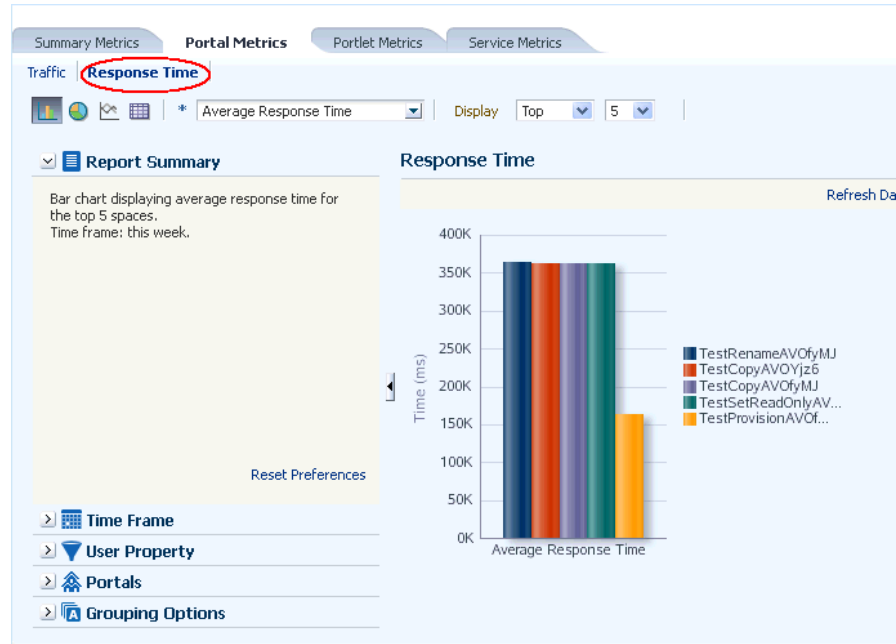 Summary Metrics Portal Metrics Portlet Metrics Service Metrics
Traffic Response Time
* Average Response Time Display Top 5
Report Summary
Bar chart displaying average response time for
the top 5 spaces.
Time frame: this week.
Reset Preferences
Time Frame
User Property
Portals
Grouping Options
Response Time
Refresh Da
400K
350K
300K
250K
200K
150K
100K
50K
0K
Time (ms)
Average Response Time
TestRenameAVOfyMJ
TestCopyAVOYjz6
TestCopyAVOfyMJ
TestSetReadOnlyAV...
TestProvisionAVOf...